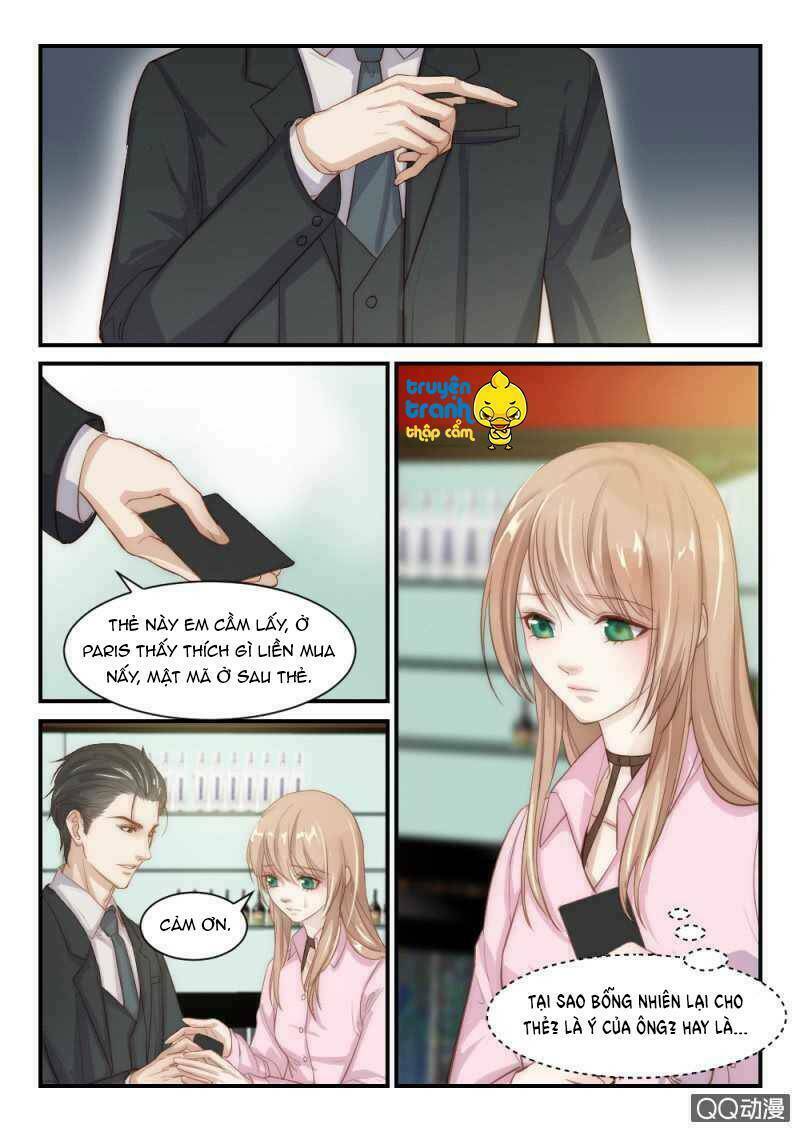 truyện
tranh
thập cẩm
THẺ NÀY EM CẦM LẤY, Ở
PARIS THẤY THÍCH GÌ LIỀN MUA
NẤY, MẬT MÃ Ở SAU THẺ.
CẢM ƠN.
TẠI SAO BỖNG NHIÊN LẠI CHO
THẺ? LÀ Ý CỦA ÔNG? HAY LÀ...
QQ动漫